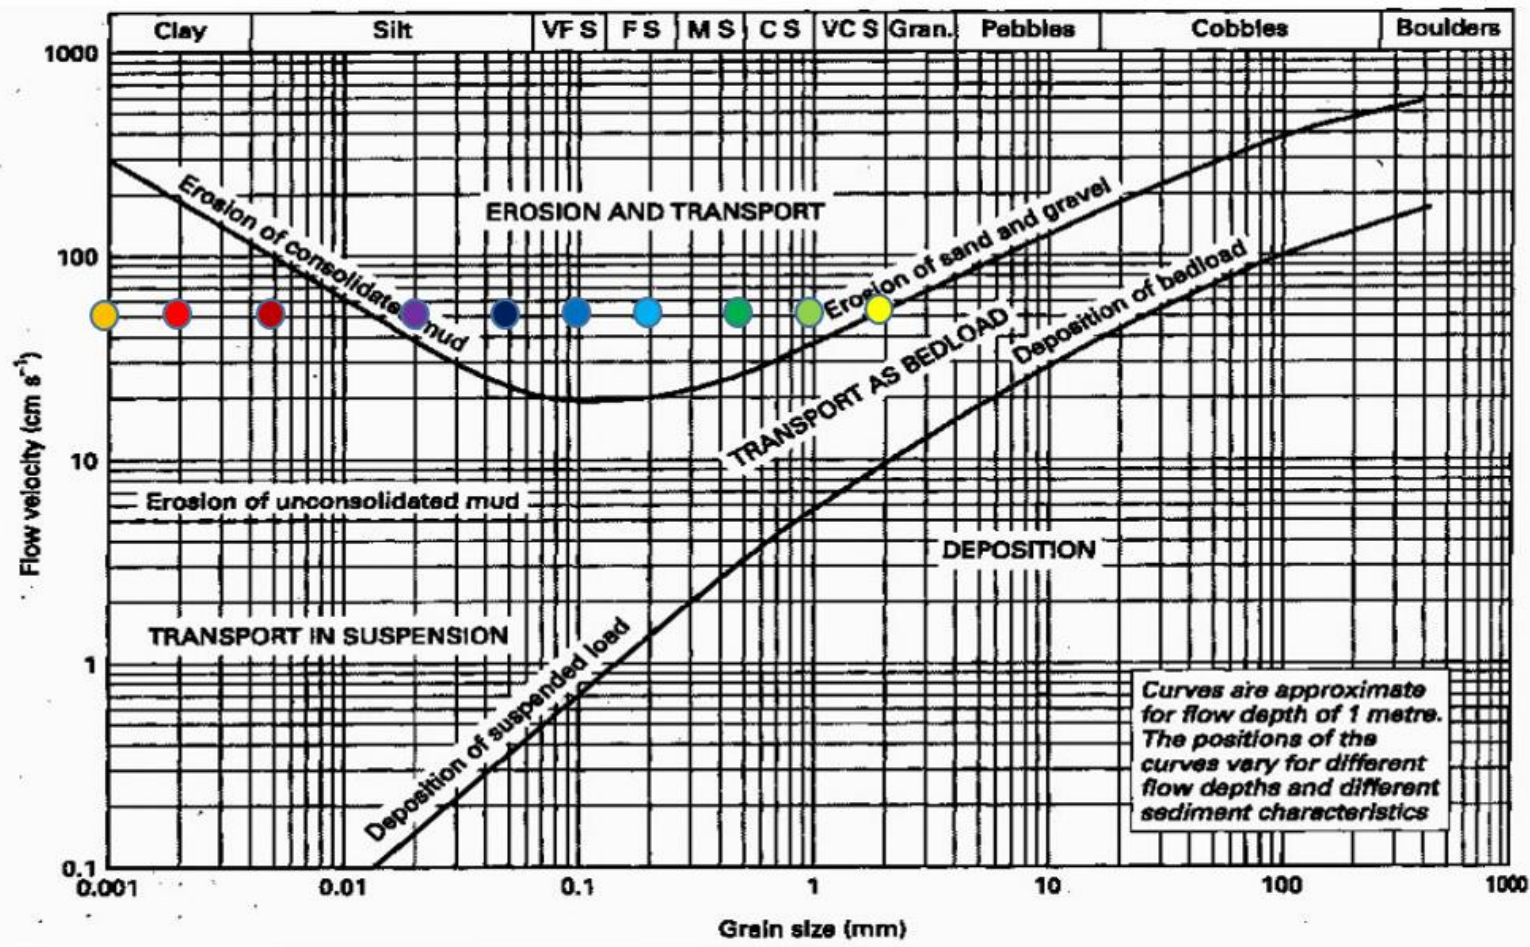 Clay Silt VF S F S M S C S VC S Gran. Pebbles Cobbles Boulders
1000
100
10
1
0.1
Flow velocity (cm s⁻¹)
Erosion of consolidated mud
EROSION AND TRANSPORT
Erosion of sand and gravel
TRANSPORT AS BEDLOAD
Deposition of bedload
Erosion of unconsolidated mud
DEPOSITION
TRANSPORT IN SUSPENSION
Deposition of suspended load
Curves are approximate
for flow depth of 1 metre.
The positions of the
curves vary for different
flow depths and different
sediment characteristics
0.001 0.01 0.1 1 10 100 1000
Grain size (mm)